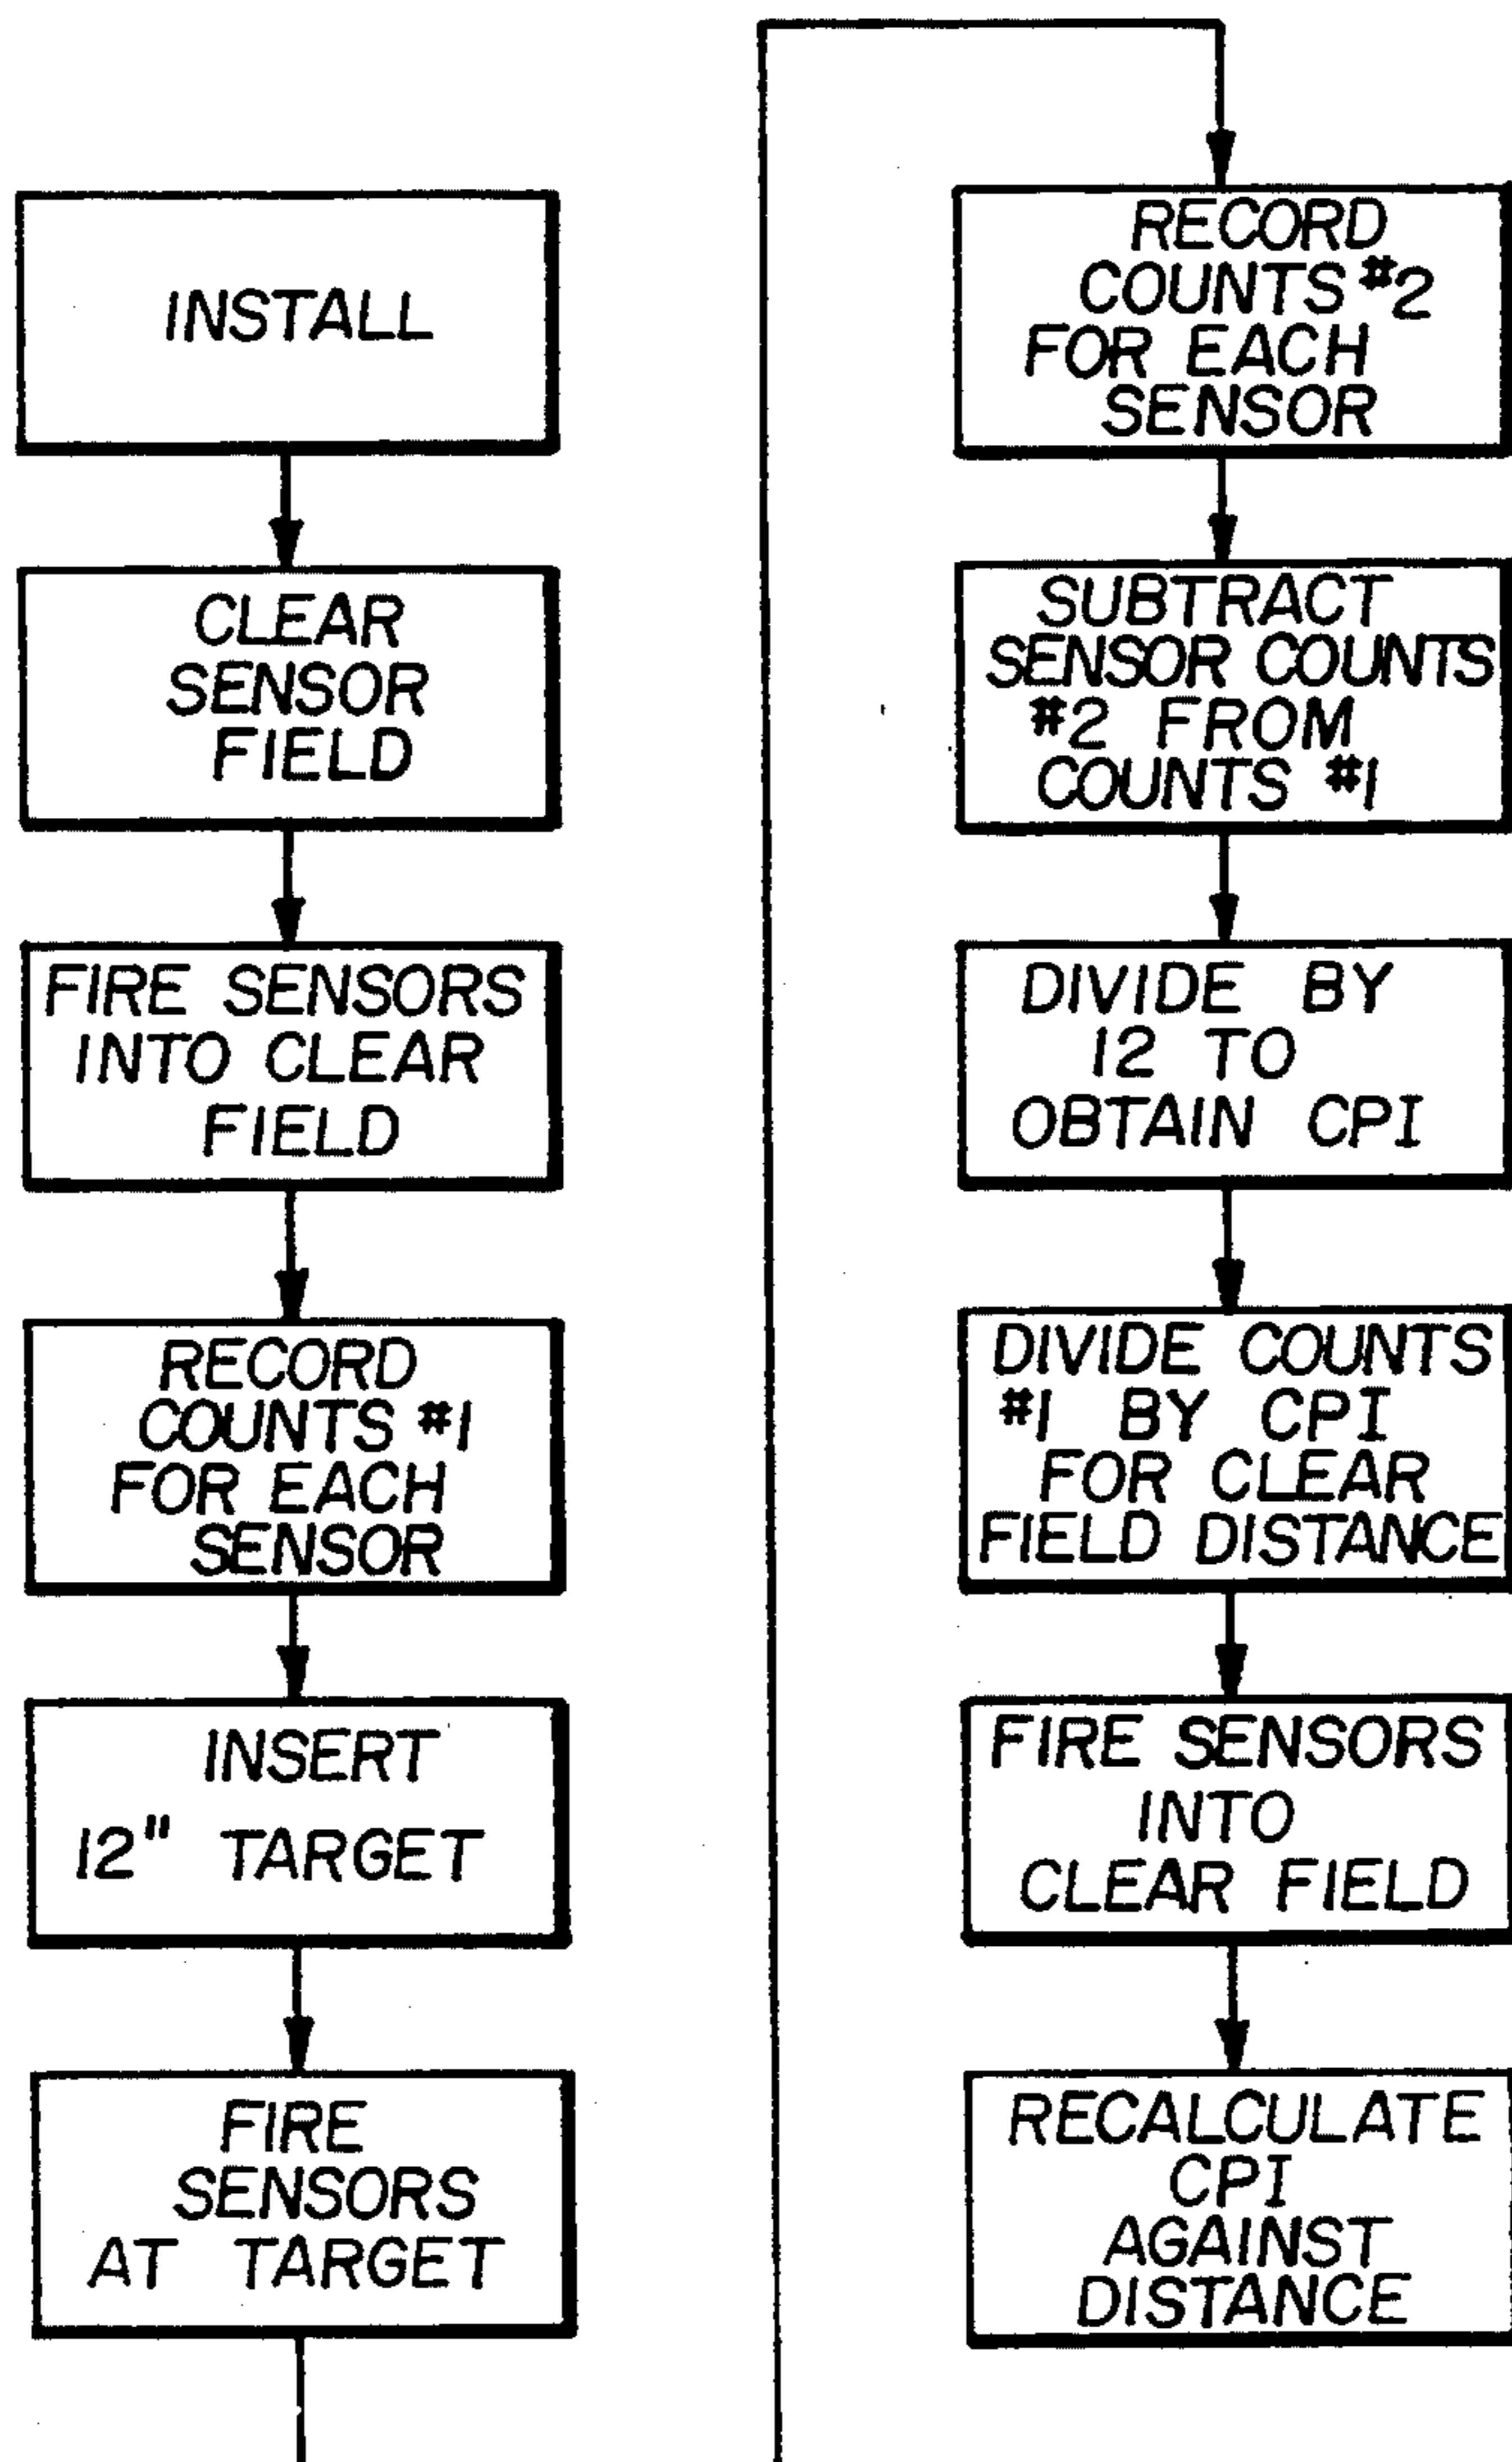 INSTALL
CLEAR
SENSOR
FIELD
FIRE SENSORS
INTO CLEAR
FIELD
RECORD
COUNTS #1
FOR EACH
SENSOR
INSERT
12" TARGET
FIRE
SENSORS
AT TARGET
RECORD
COUNTS #2
FOR EACH
SENSOR
SUBTRACT
SENSOR COUNTS
#2 FROM
COUNTS #1
DIVIDE BY
12 TO
OBTAIN CPI
DIVIDE COUNTS
#1 BY CPI
FOR CLEAR
FIELD DISTANCE
FIRE SENSORS
INTO
CLEAR FIELD
RECALCULATE
CPI
AGAINST
DISTANCE